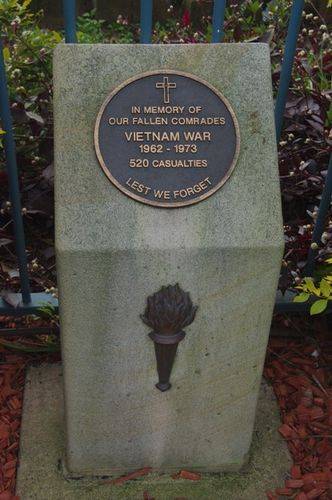 IN MEMORY OF
OUR FALLEN COMRADES
VIETNAM WAR
1962 - 1973
520 CASUALTIES
LEST WE FORGET